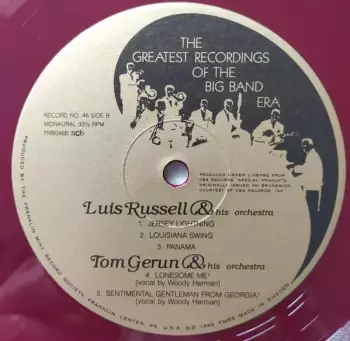 THE
GREATEST RECORDINGS
OF THE
BIG BAND
ERA
RECORD NO. 46 SIDE B
MONAURAL 33⅓ RPM
PRODUCED UNDER LICENSE FROM
CBS RECORDS' SPECIAL PRODUCTS
ORIGINALLY ISSUED ON BRUNSWICK
COURTESY OF CBS RECORDS, INC
Luis Russell & his orchestra
1. JERSEY LIGHTNING
2. LOUISIANA SWING
3. PANAMA
Tom Gerun & his orchestra
4. LONESOME ME!
(vocal by Woody Herman)
5. SENTIMENTAL GENTLEMAN FROM GEORGIA!
(vocal by Woody Herman)
PRODUCED BY THE FRANKLIN MINT RECORD SOCIETY, FRANKLIN CENTER, PA U.S.A. © 1983 FMRS MADE IN SWEDEN